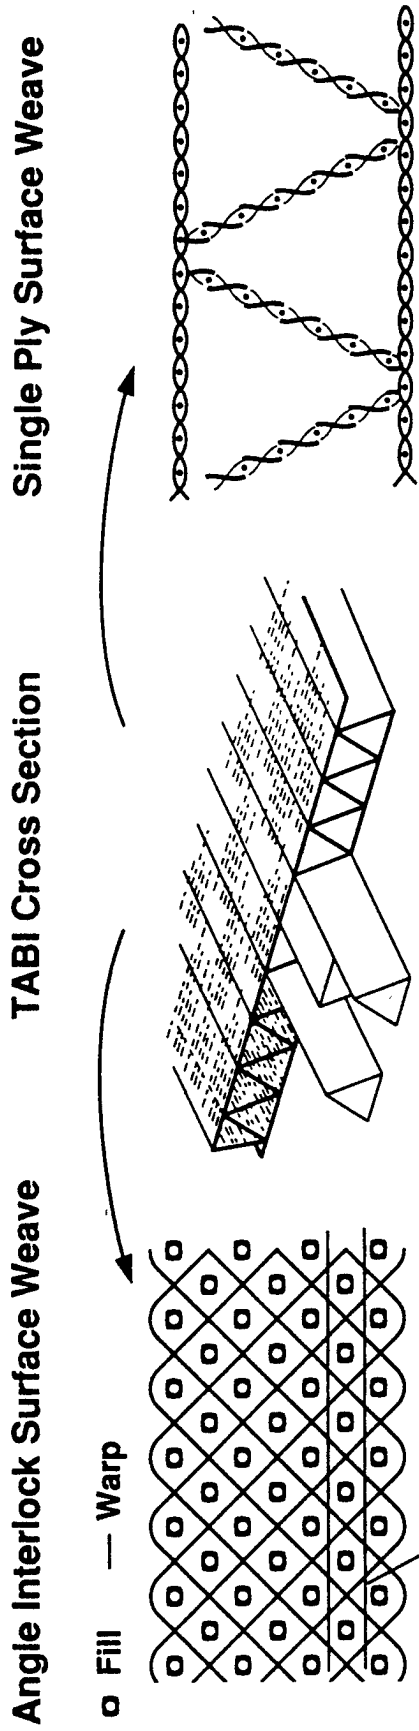 Angle Interlock Surface Weave
TABI Cross Section
Single Ply Surface Weave
Fill — Warp